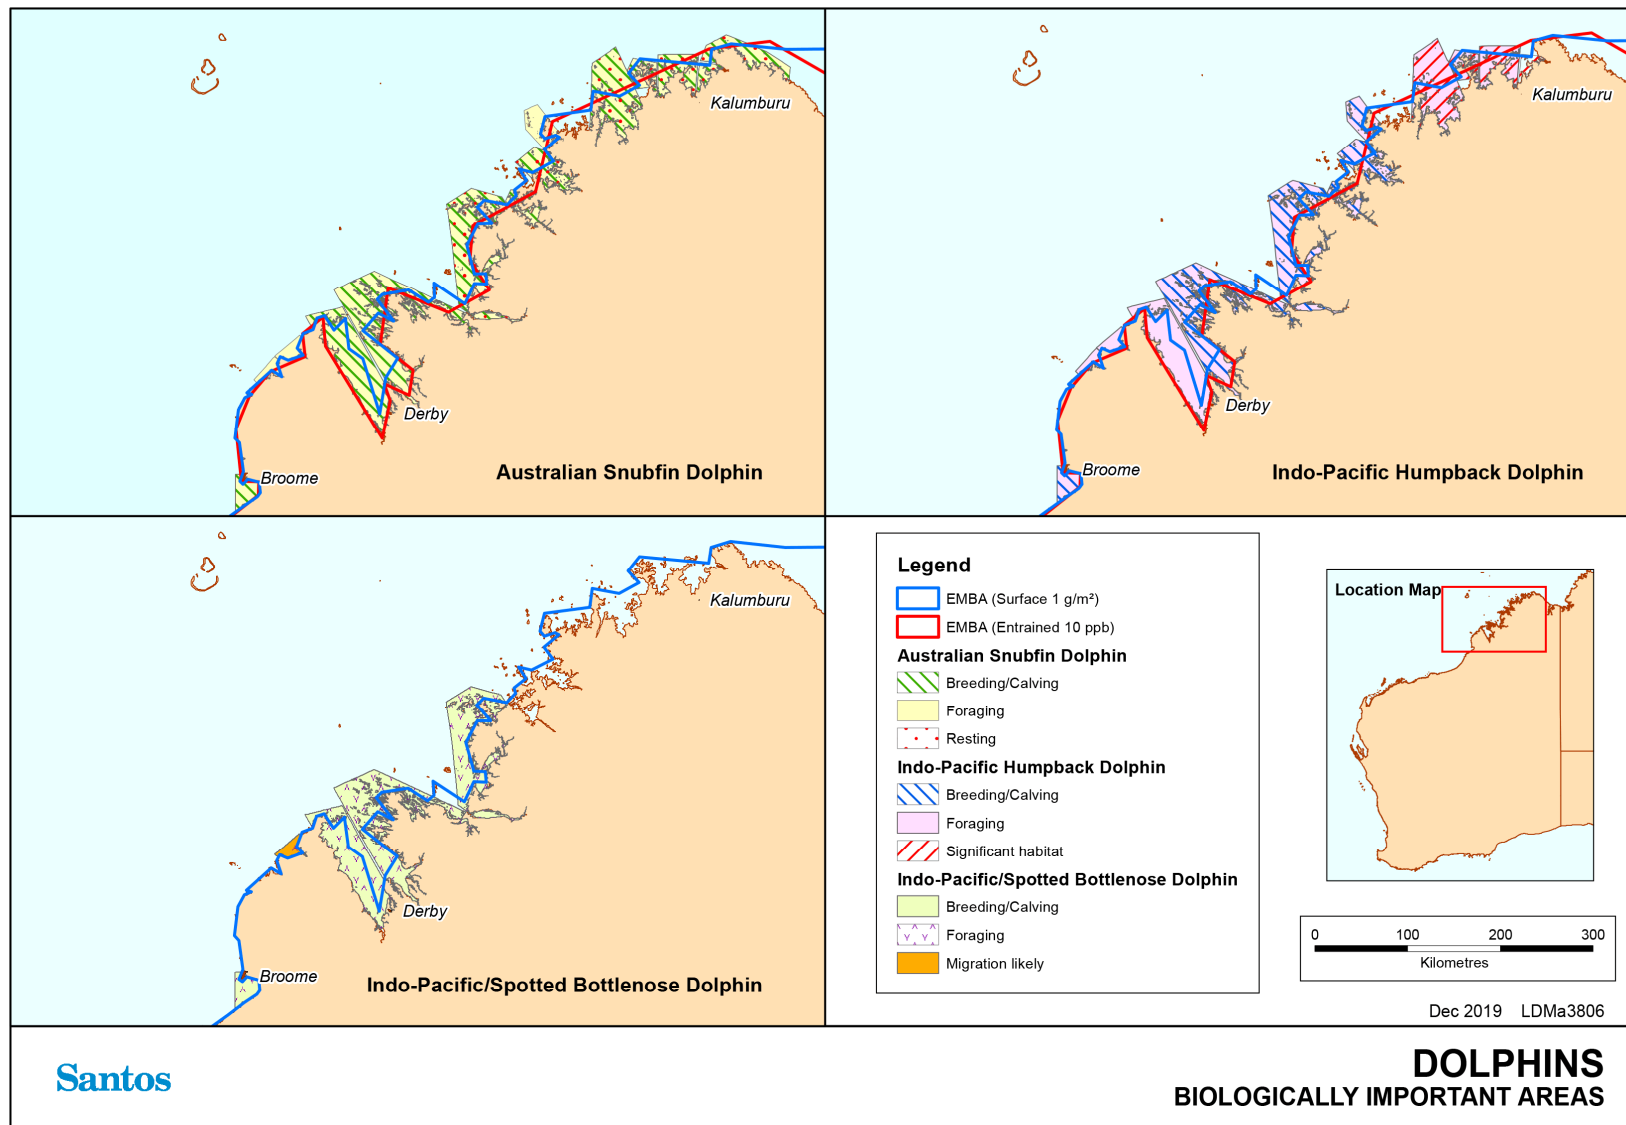 Kalumburu
Derby
Broome
Australian Snubfin Dolphin
Kalumburu
Derby
Broome
Indo-Pacific Humpback Dolphin
Kalumburu
Derby
Broome
Indo-Pacific/Spotted Bottlenose Dolphin
Legend
EMBA (Surface 1 g/m²)
EMBA (Entrained 10 ppb)
Australian Snubfin Dolphin
Breeding/Calving
Foraging
Resting
Indo-Pacific Humpback Dolphin
Breeding/Calving
Foraging
Significant habitat
Indo-Pacific/Spotted Bottlenose Dolphin
Breeding/Calving
Foraging
Migration likely
Location Map
0 100 200 300
Kilometres
Dec 2019 LDMa3806
Santos
DOLPHINS
BIOLOGICALLY IMPORTANT AREAS